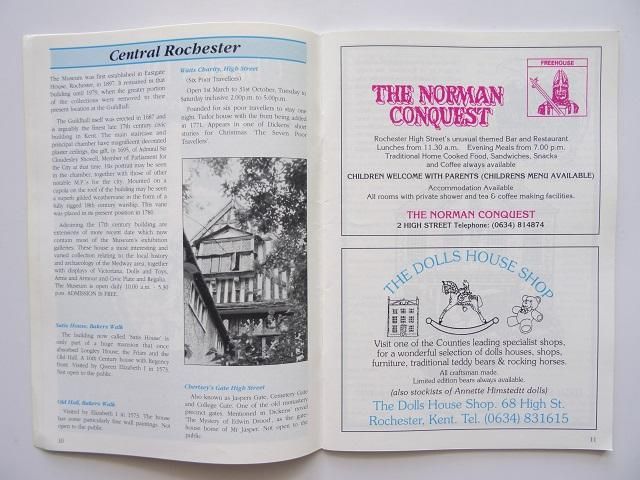 Central Rochester
The Museum was first established in Eastgate
House, Rochester, in 1897. It remained in that
building until 1979, when the greater portion
of the collections were removed to their
present location at the Guildhall.
The Guildhall itself was erected in 1687 and
is arguably the finest late 17th century civic
building in Kent. The main staircase and
principal chamber have magnificent decorated
plaster ceilings, the gift, in 1695, of Admiral Sir
Cloudesley Shovell, Member of Parliament for
the City at that time. His portrait may be seen
in the chamber, together with those of other
notable M.P.'s for the city. Mounted on a
cupola on the roof of the building may be seen
a superb gilded weathervane in the form of a
fully rigged 18th century warship. This vane
was placed in its present position in 1780.
Adjoining the 17th century building are
extensions of more recent date which now
contain most of the Museum's exhibition
galleries. These house a most interesting and
varied collection relating to the local history
and archaeology of the Medway area, together
with displays of Victoriana, Dolls and Toys,
Arms and Armour and Civic Plate and Regalia.
The Museum is open daily 10.00 a.m. - 5.30
p.m. ADMISSION IS FREE.
Satis House, Bakers Walk
The building now called 'Satis House' is
only part of a huge mansion that once
absorbed Longley House, the Friars and the
Old Hall. A 16th Century house with Regency
front. Visited by Queen Elizabeth I in 1573.
Not open to the public.
Old Hall, Bakers Walk
Visited by Elizabeth I in 1573. The house
has some particularly fine wall paintings. Not
open to the public.
10
Watts Charity, High Street
(Six Poor Travellers)
Open 1st March to 31st October, Tuesday to
Saturday inclusive 2.00p.m. to 5.00p.m.
Founded for six poor travellers to stay one
night. Tudor house with the front being added
in 1771. Appears in one of Dickens' short
stories for Christmas 'The Seven Poor
Travellers'.
Chertsey's Gate High Street
Also known as Jaspers Gate, Cemetery Gate
and College Gate. One of the old monastery
precinct gates. Mentioned in Dickens' novel
'The Mystery of Edwin Drood', as the gate-
house home of Mr Jasper. Not open to the
public.
FREEHOUSE
THE NORMAN
CONQUEST
Rochester High Street's unusual themed Bar and Restaurant
Lunches from 11.30 a.m. Evening Meals from 7.00 p.m.
Traditional Home Cooked Food, Sandwiches, Snacks
and Coffee always available
CHILDREN WELCOME WITH PARENTS (CHILDRENS MENU AVAILABLE)
Accommodation Available
All rooms with private shower and tea & coffee making facilities.
THE NORMAN CONQUEST
2 HIGH STREET Telephone: (0634) 814874
THE DOLLS HOUSE SHOP
Visit one of the Counties leading specialist shops,
for a wonderful selection of dolls houses, shops,
furniture, traditional teddy bears & rocking horses.
All craftsman made.
Limited edition bears always available.
(also stockists of Annette Himstedtt dolls)
The Dolls House Shop. 68 High St.
Rochester, Kent. Tel. (0634) 831615
11